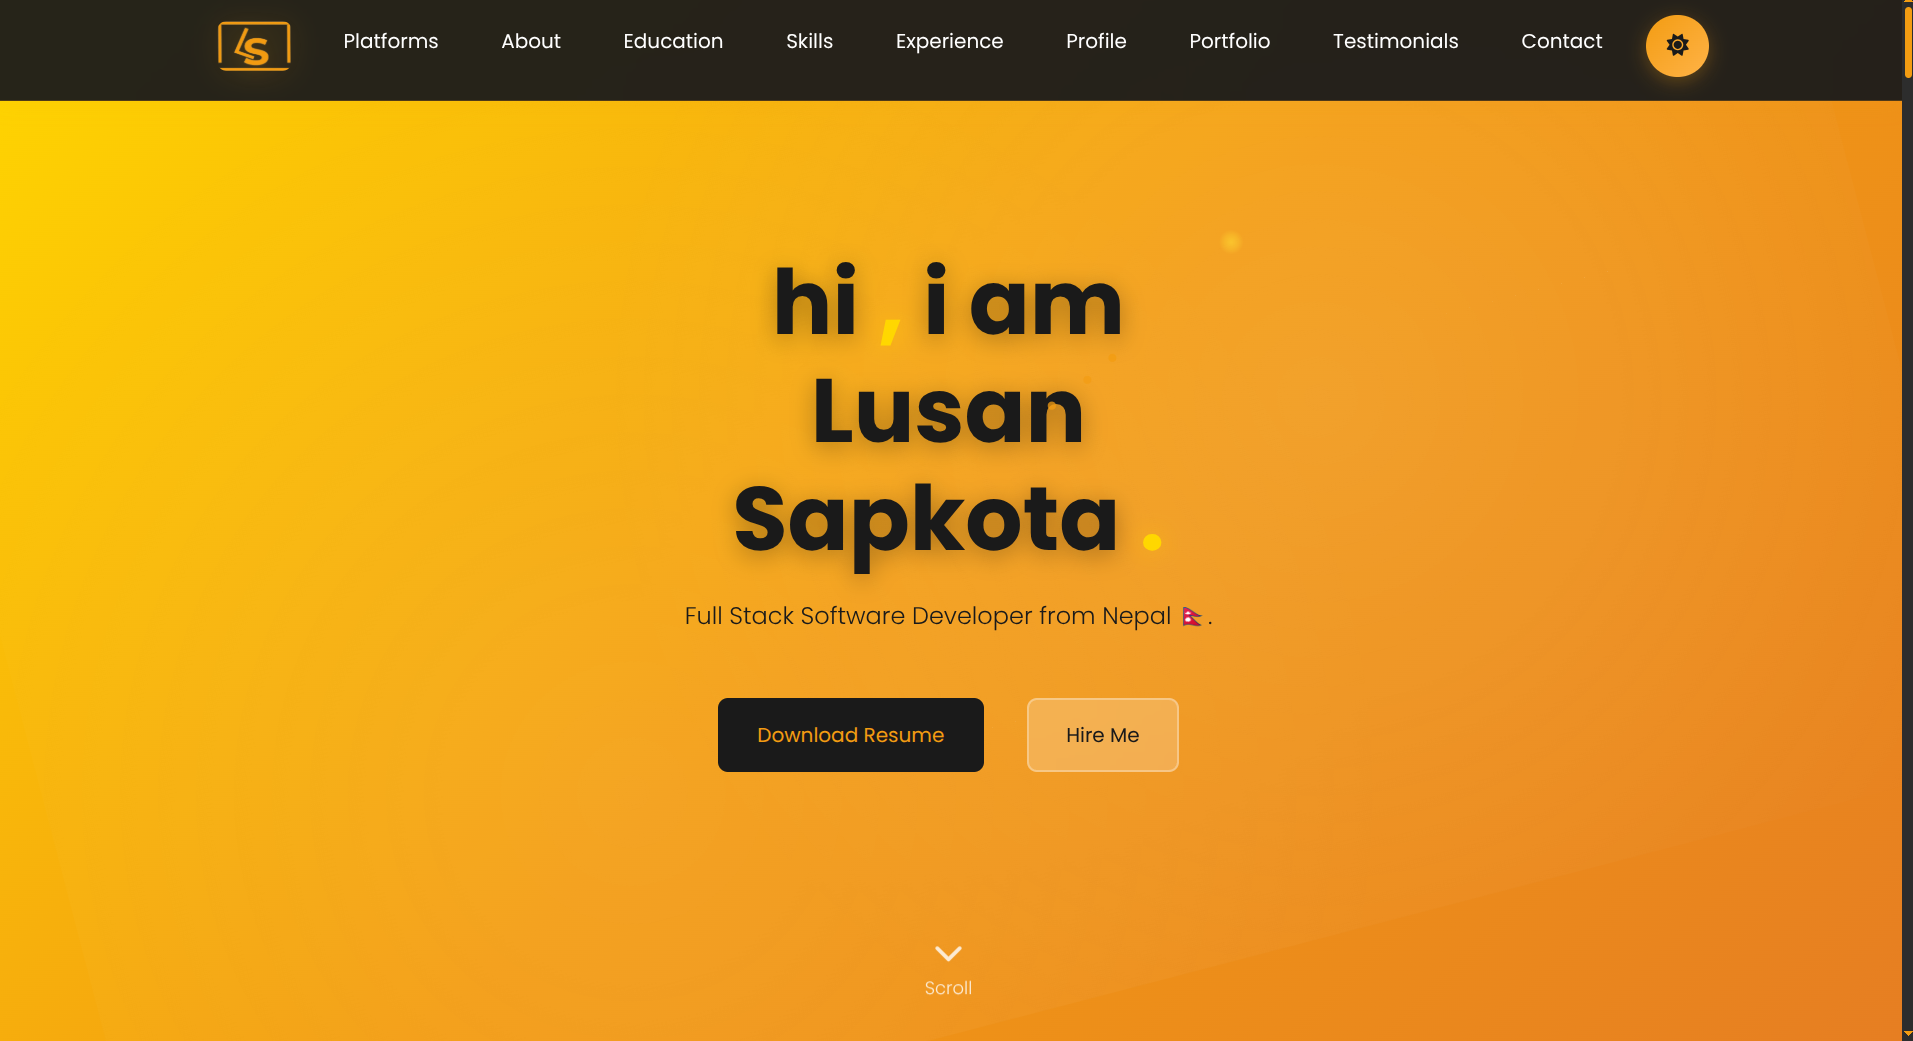 LS
Platforms About Education Skills Experience Profile Portfolio Testimonials Contact
hi , i am
Lusan
Sapkota .
Full Stack Software Developer from Nepal 🇳🇵 .
Download Resume Hire Me
Scroll